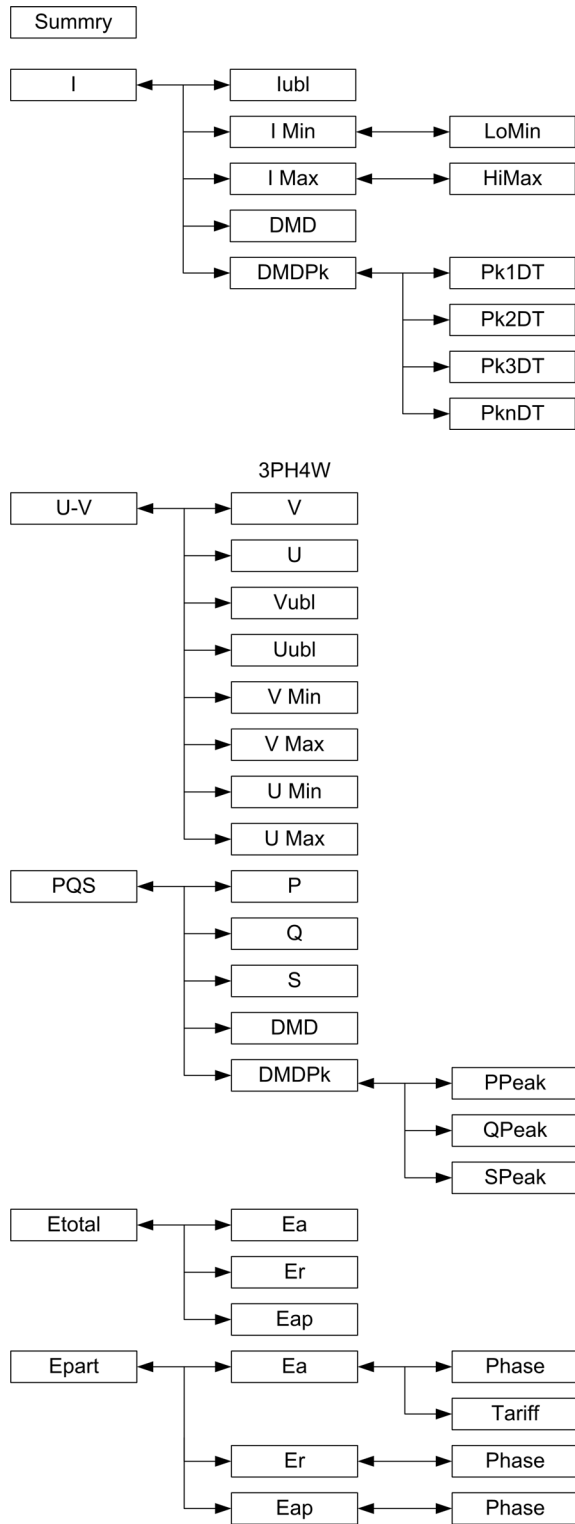 Summry
I
Iubl
I Min
LoMin
I Max
HiMax
DMD
DMDPk
Pk1DT
Pk2DT
Pk3DT
PknDT
3PH4W
U-V
V
U
Vubl
Uubl
V Min
V Max
U Min
U Max
PQS
P
Q
S
DMD
DMDPk
PPeak
QPeak
SPeak
Etotal
Ea
Er
Eap
Epart
Ea
Phase
Tariff
Er
Phase
Eap
Phase